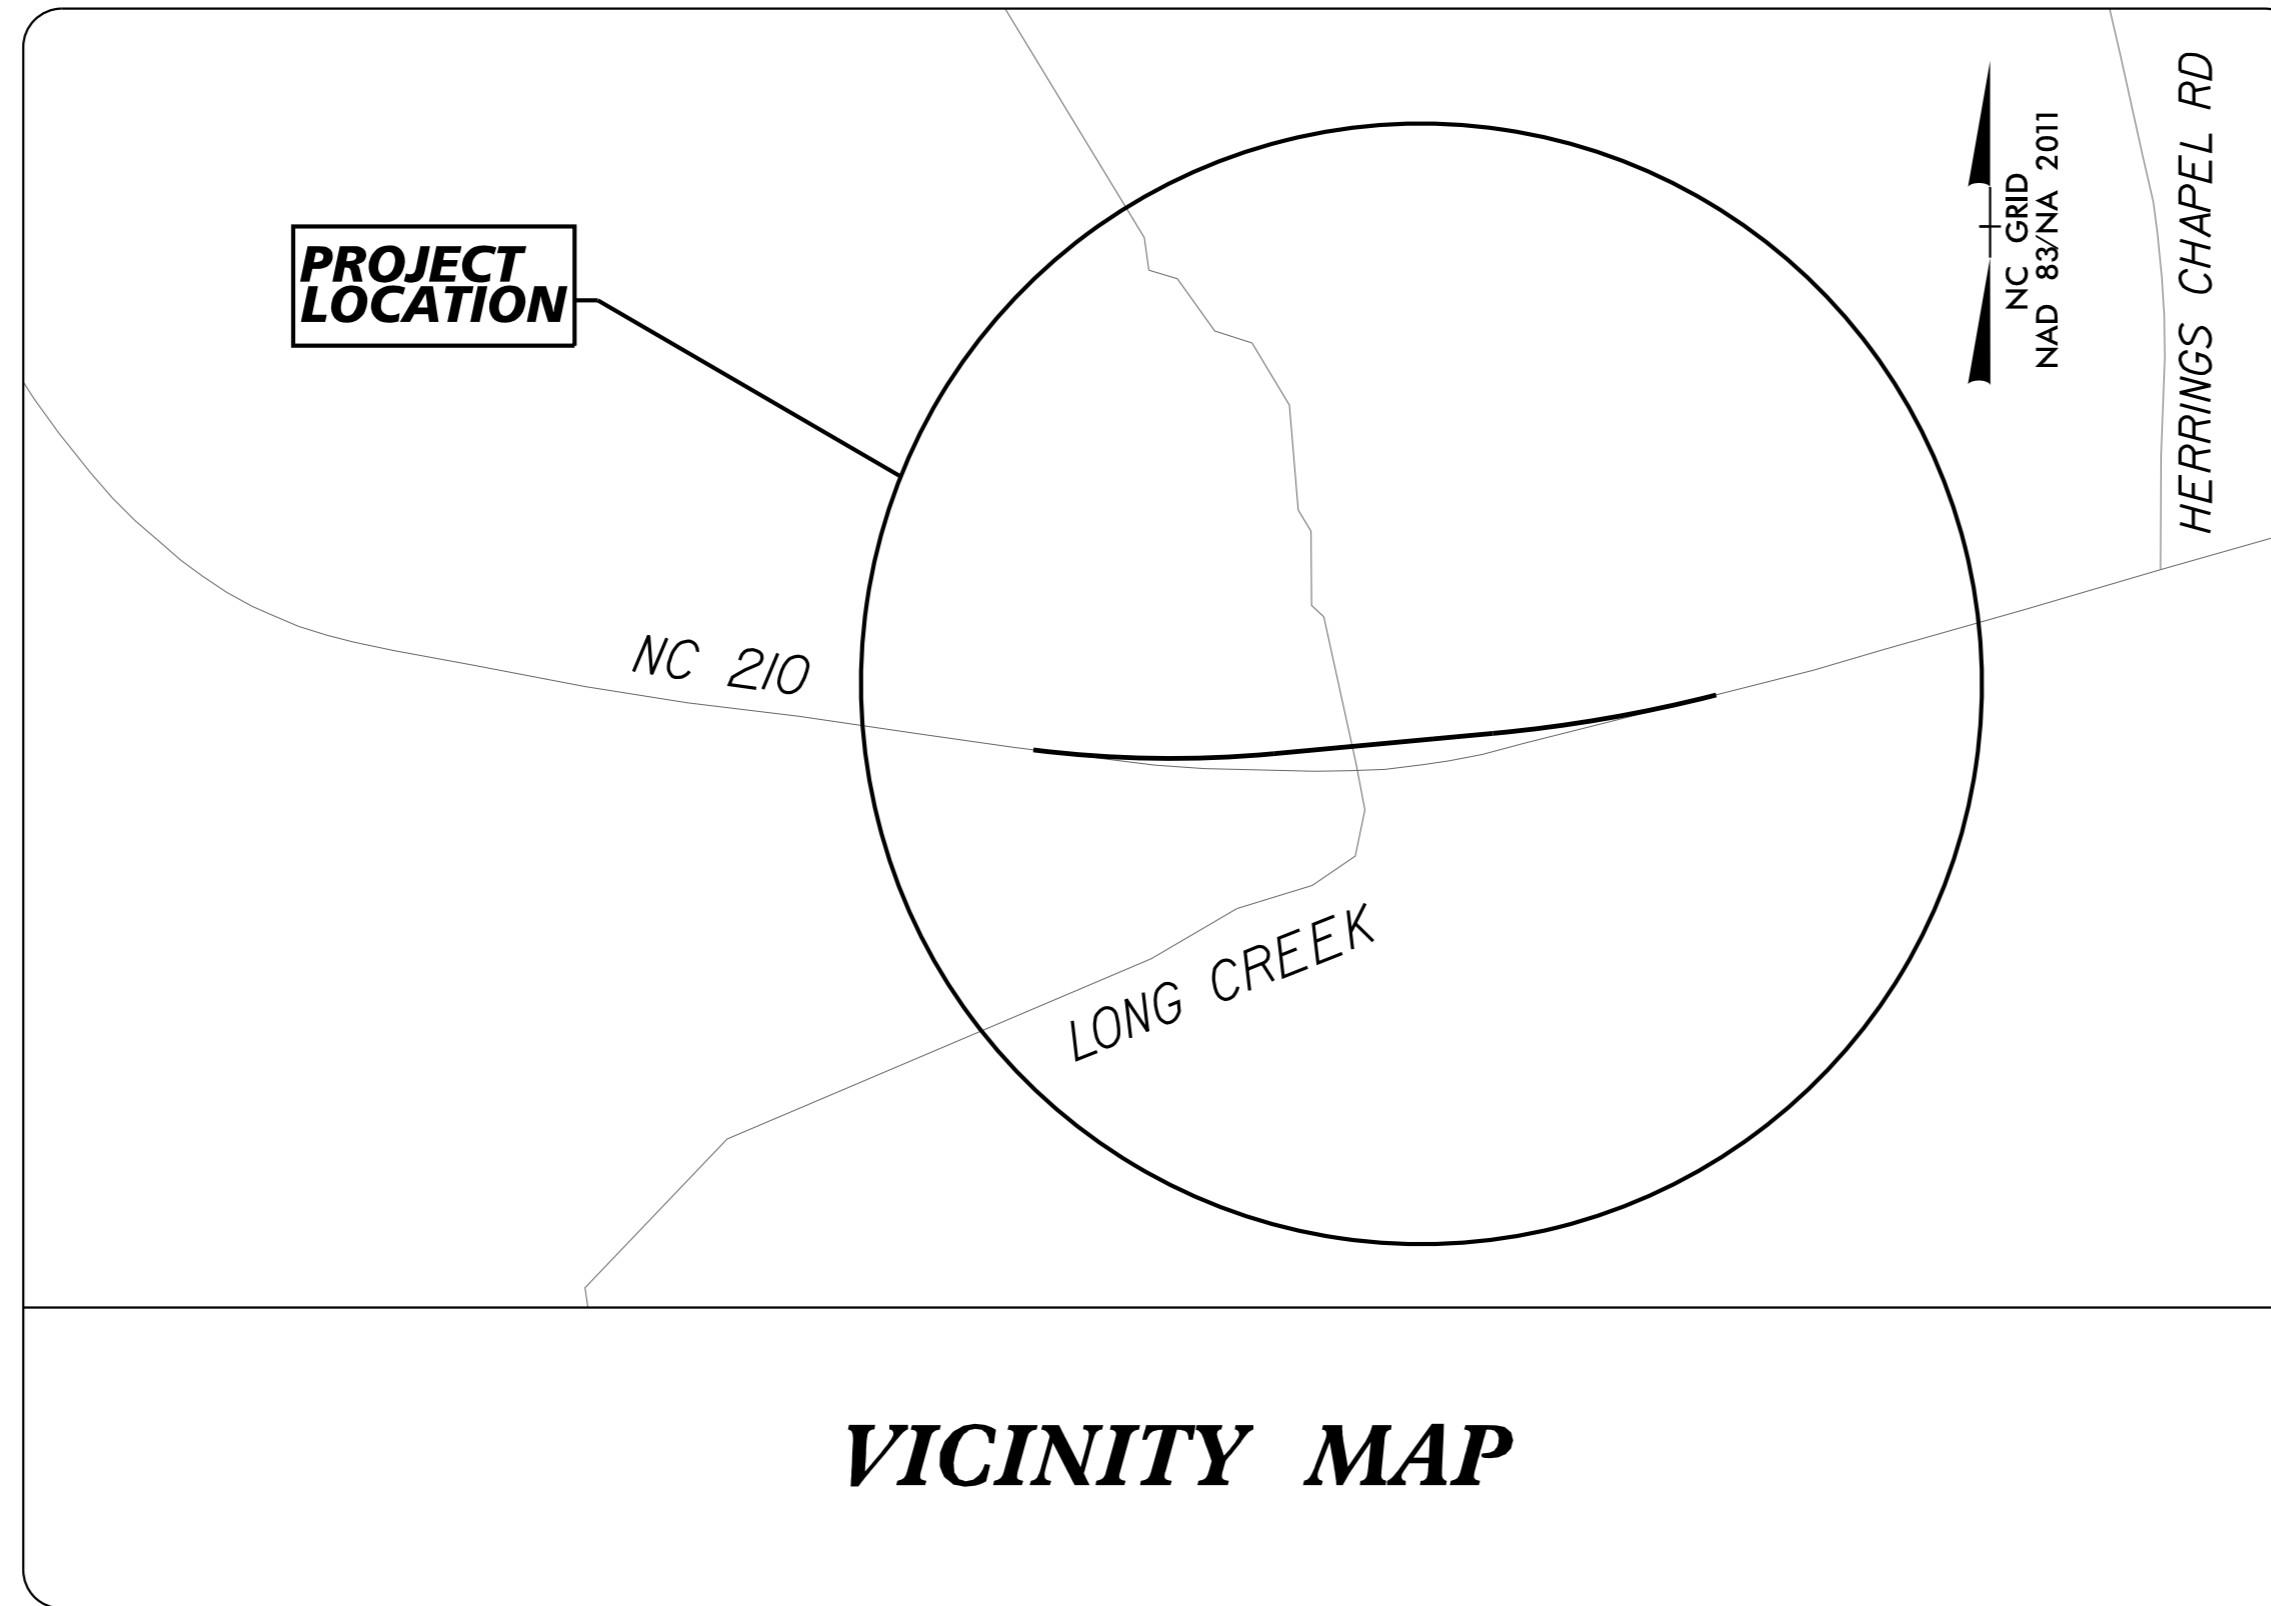 PROJECT
LOCATION
NC GRID
NAD 83/NA 2011
HERRINGS CHAPEL RD
NC 210
LONG CREEK
VICINITY MAP